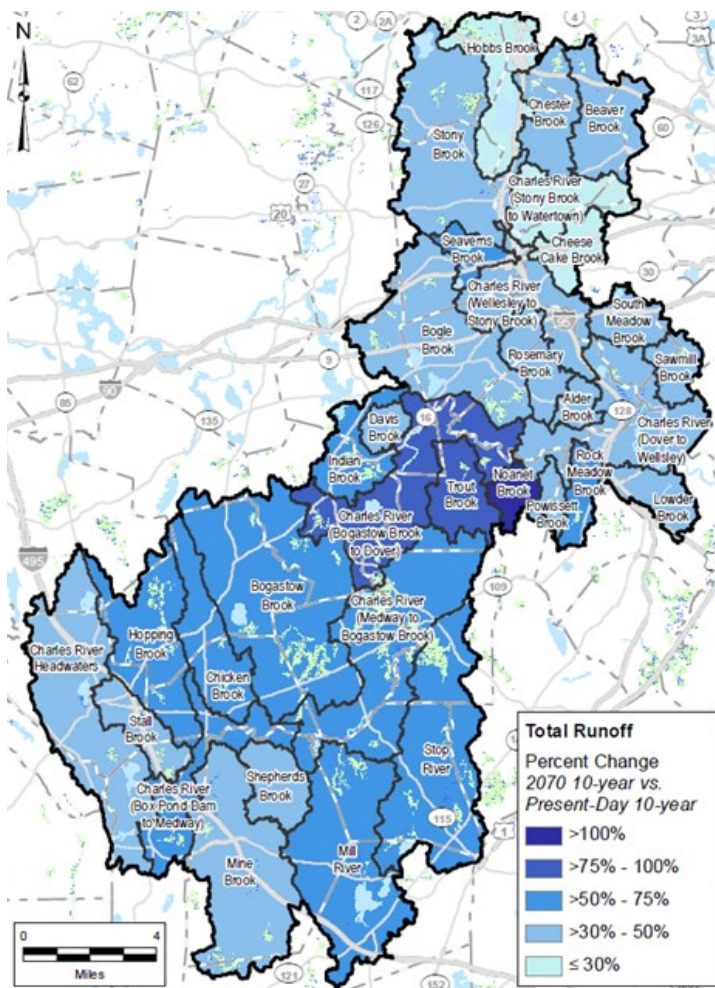 N
2
2A
4
3
3A
Hobbs Brook
62
117
126
Chester
Brook
Beaver
Brook
60
Stony
Brook
27
20
Charles River
(Stony Brook
to Watertown)
Seaverns
Brook
Cheese
Cake Brook
30
Charles River
(Wellesley to
Stony Brook)
95
South
Meadow
Brook
Bogle
Brook
Rosemary
Brook
Sawmill
Brook
9
90
85
135
Alder
Brook
128
Davis
Brook
16
Charles River
(Dover to
Wellsley)
Indian
Brook
Rock
Meadow
Brook
Noanet
Brook
Trout
Brook
Powissett
Brook
Lowder
Brook
Charles River
(Bogastow Brook
to Dover)
495
109
Bogastow
Brook
Charles River
(Medway to
Bogastow Brook)
Charles River
Headwaters
Hopping
Brook
Chicken
Brook
Stall
Brook
Stop
River
Shepherds
Brook
Charles River
(Box Pond Dam
to Medway)
115
1
Mill
River
Mine
Brook
121
152
Total Runoff
Percent Change
2070 10-year vs.
Present-Day 10-year
>100%
>75% - 100%
>50% - 75%
>30% - 50%
≤ 30%
0 4
Miles